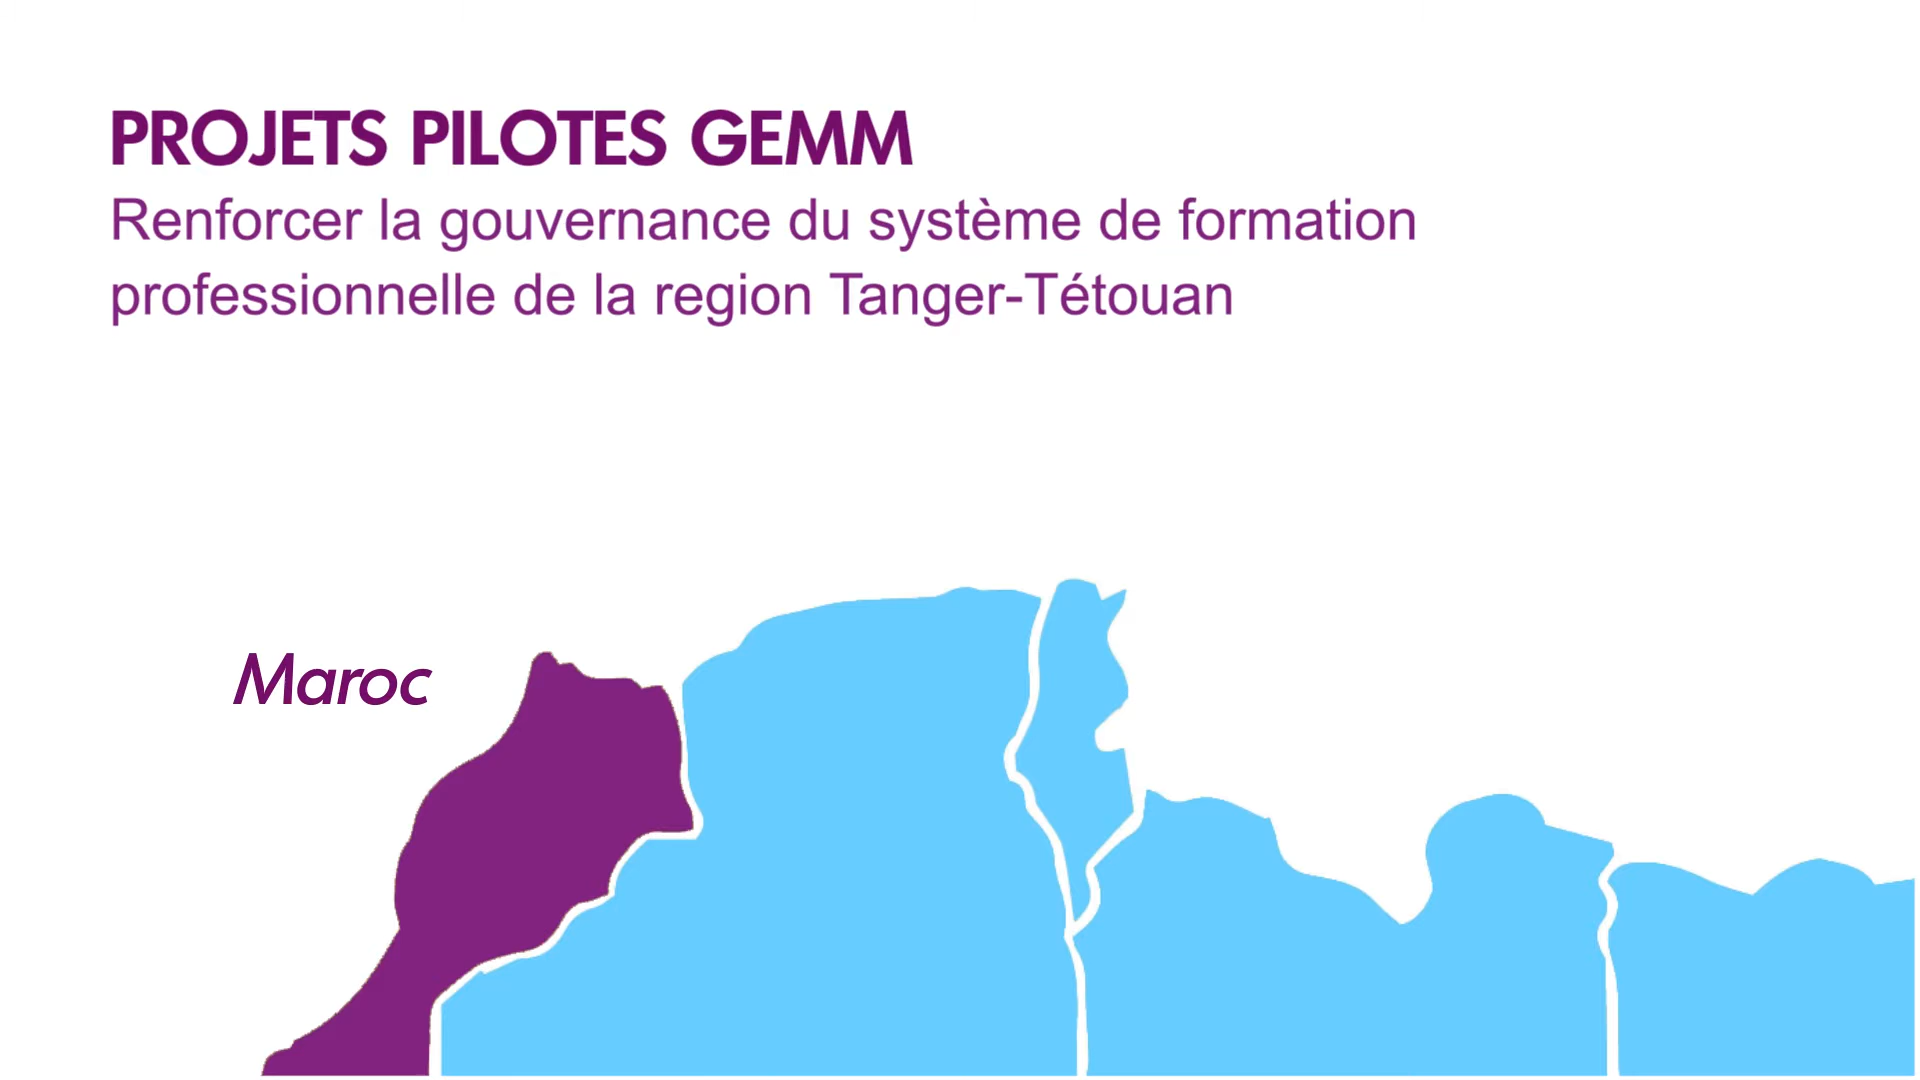 PROJETS PILOTES GEMM
Renforcer la gouvernance du système de formation
professionnelle de la region Tanger-Tétouan
Maroc